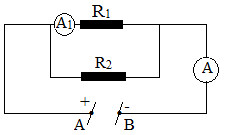 A₁ R₁
R₂
A
+ -
A B